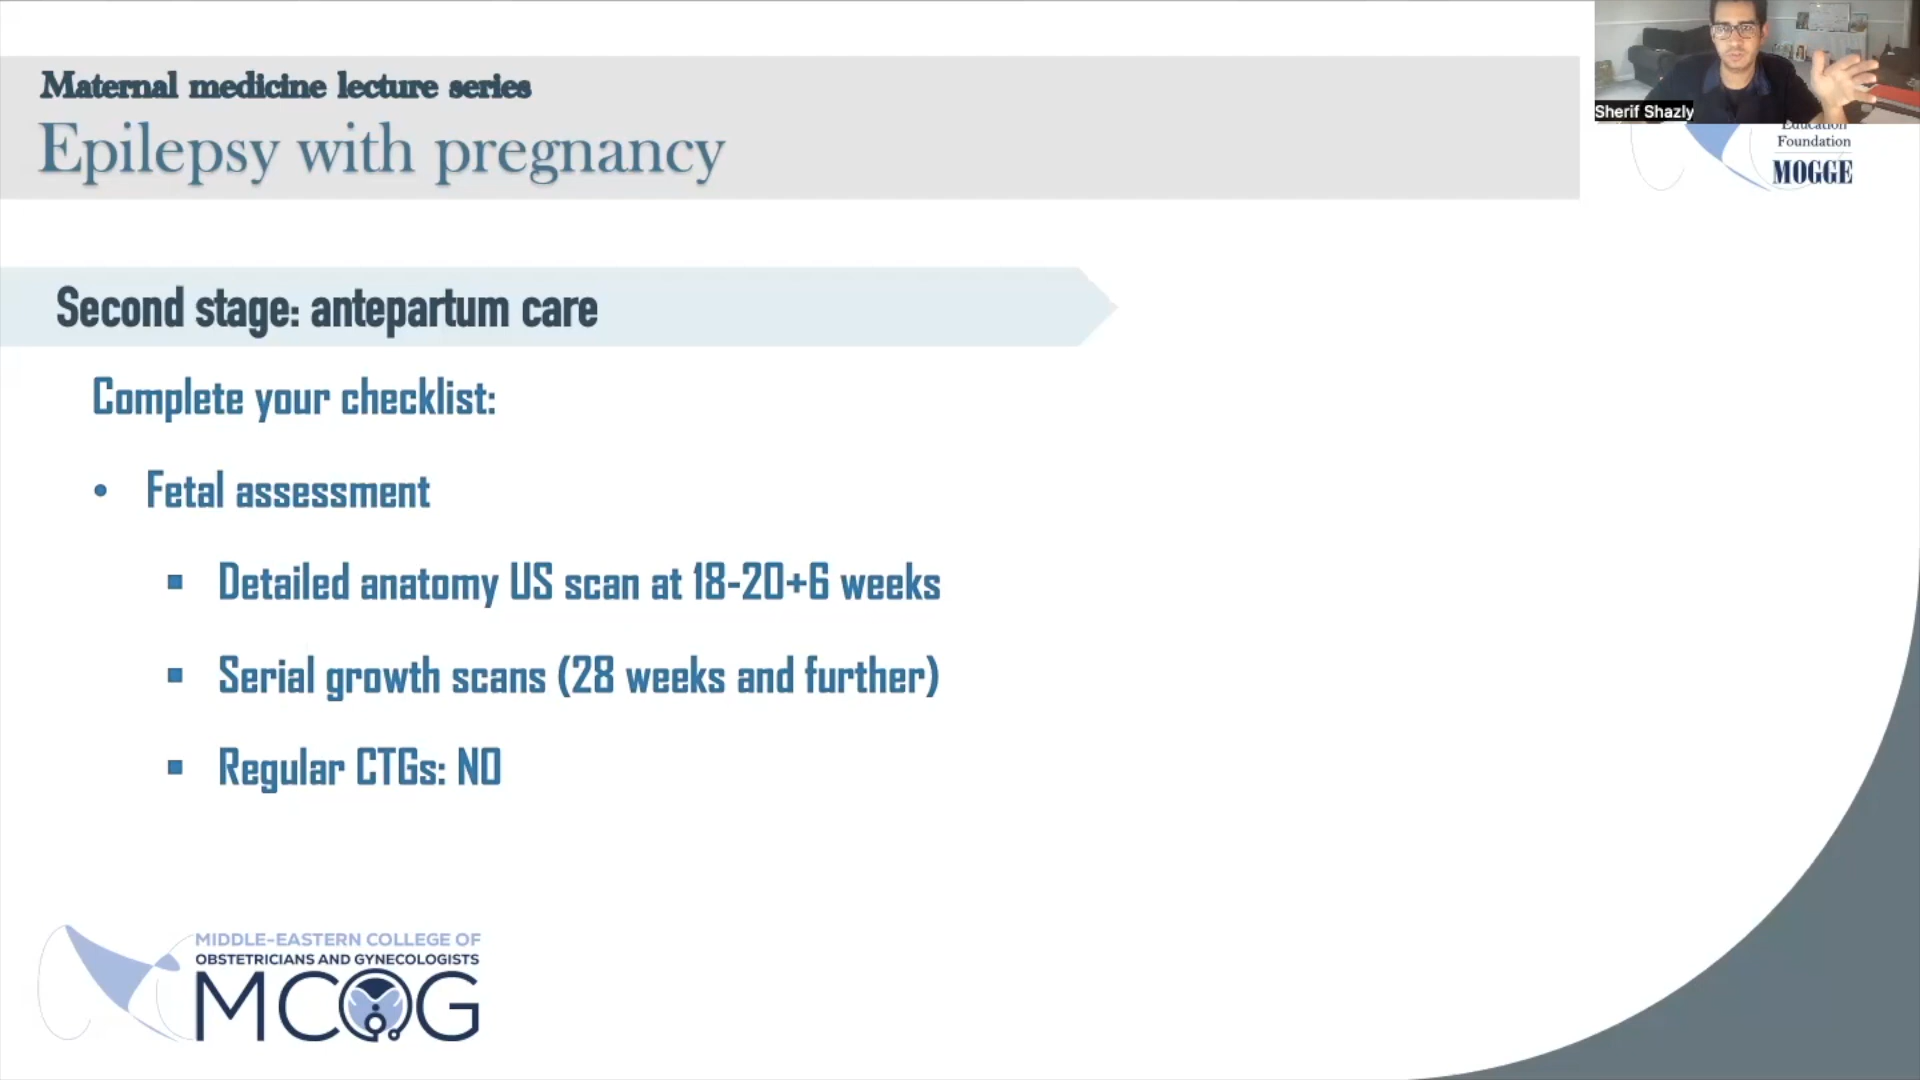 Maternal medicine lecture series
Epilepsy with pregnancy
Sherif Shazly
Education
Foundation
MOGGE
Second stage: antepartum care
Complete your checklist:
• Fetal assessment
▪ Detailed anatomy US scan at 18-20+6 weeks
▪ Serial growth scans (28 weeks and further)
▪ Regular CTGs: NO
MIDDLE-EASTERN COLLEGE OF
OBSTETRICIANS AND GYNECOLOGISTS
MCOG